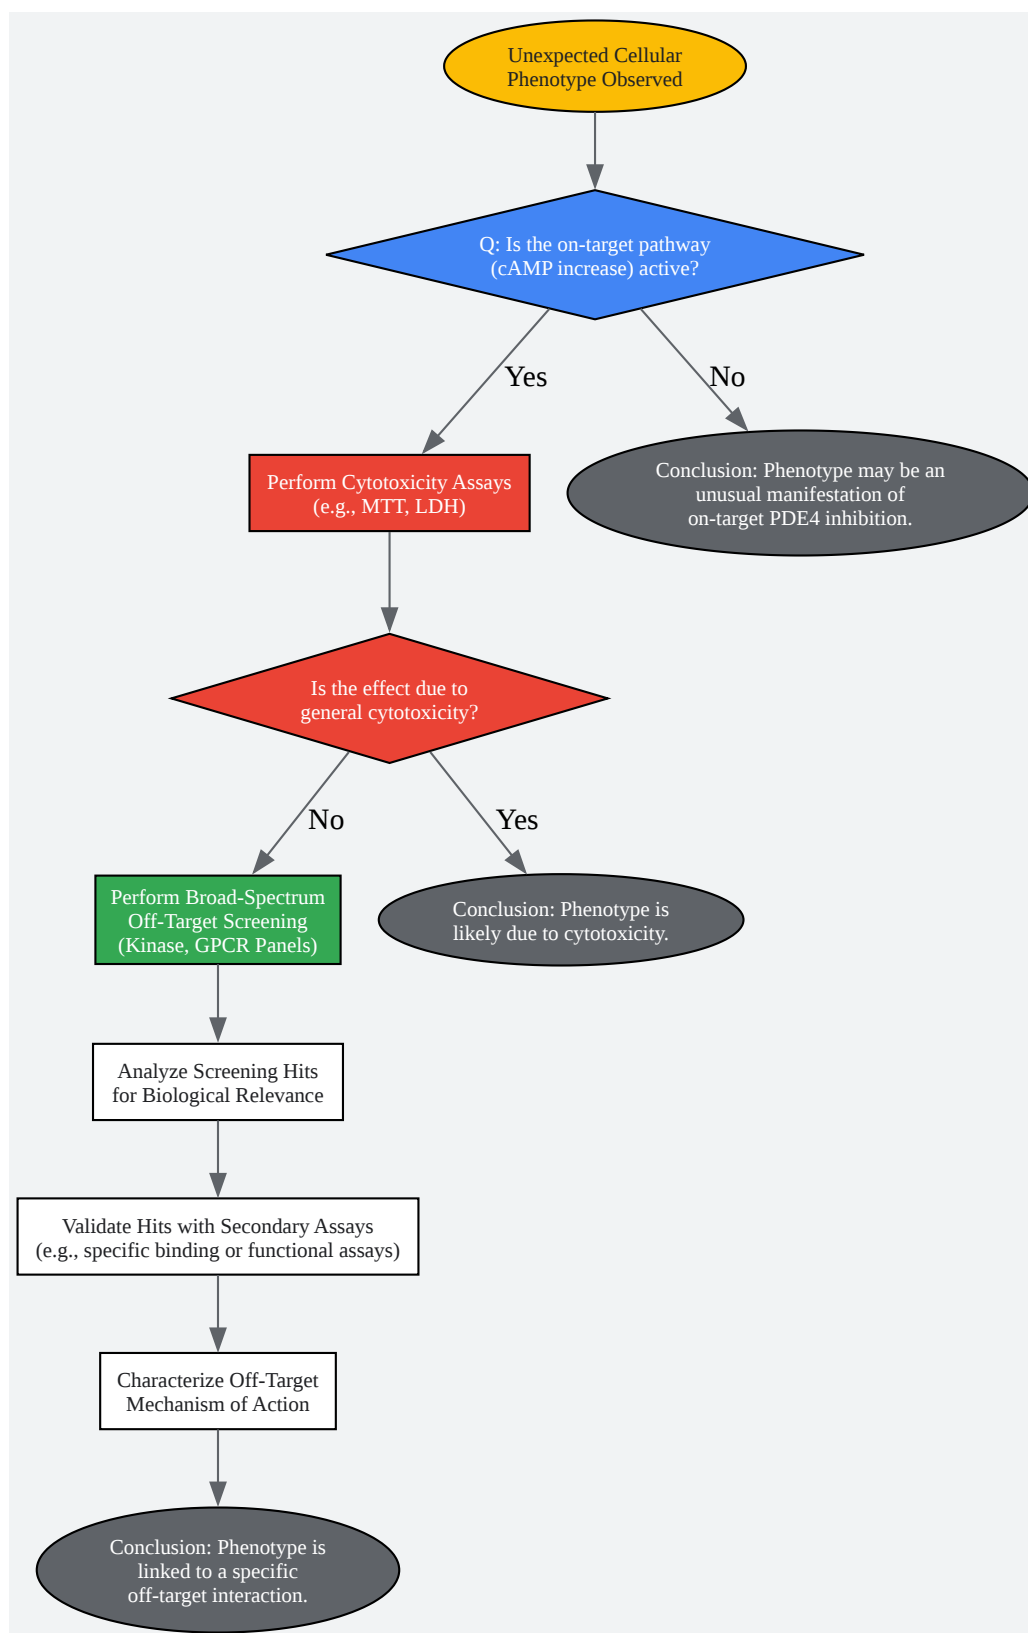 Unexpected Cellular
Phenotype Observed
Q: Is the on-target pathway
(cAMP increase) active?
Yes
No
Perform Cytotoxicity Assays
(e.g., MTT, LDH)
Conclusion: Phenotype may be an
unusual manifestation of
on-target PDE4 inhibition.
Is the effect due to
general cytotoxicity?
No
Yes
Perform Broad-Spectrum
Off-Target Screening
(Kinase, GPCR Panels)
Conclusion: Phenotype is
likely due to cytotoxicity.
Analyze Screening Hits
for Biological Relevance
Validate Hits with Secondary Assays
(e.g., specific binding or functional assays)
Characterize Off-Target
Mechanism of Action
Conclusion: Phenotype is
linked to a specific
off-target interaction.